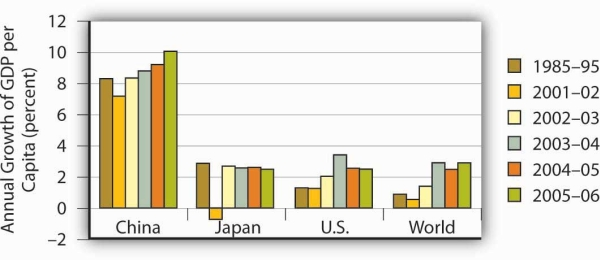 Annual Growth of GDP per
Capita (percent)
12
10
8
6
4
2
0
–2
China
Japan
U.S.
World
1985–95
2001–02
2002–03
2003–04
2004–05
2005–06